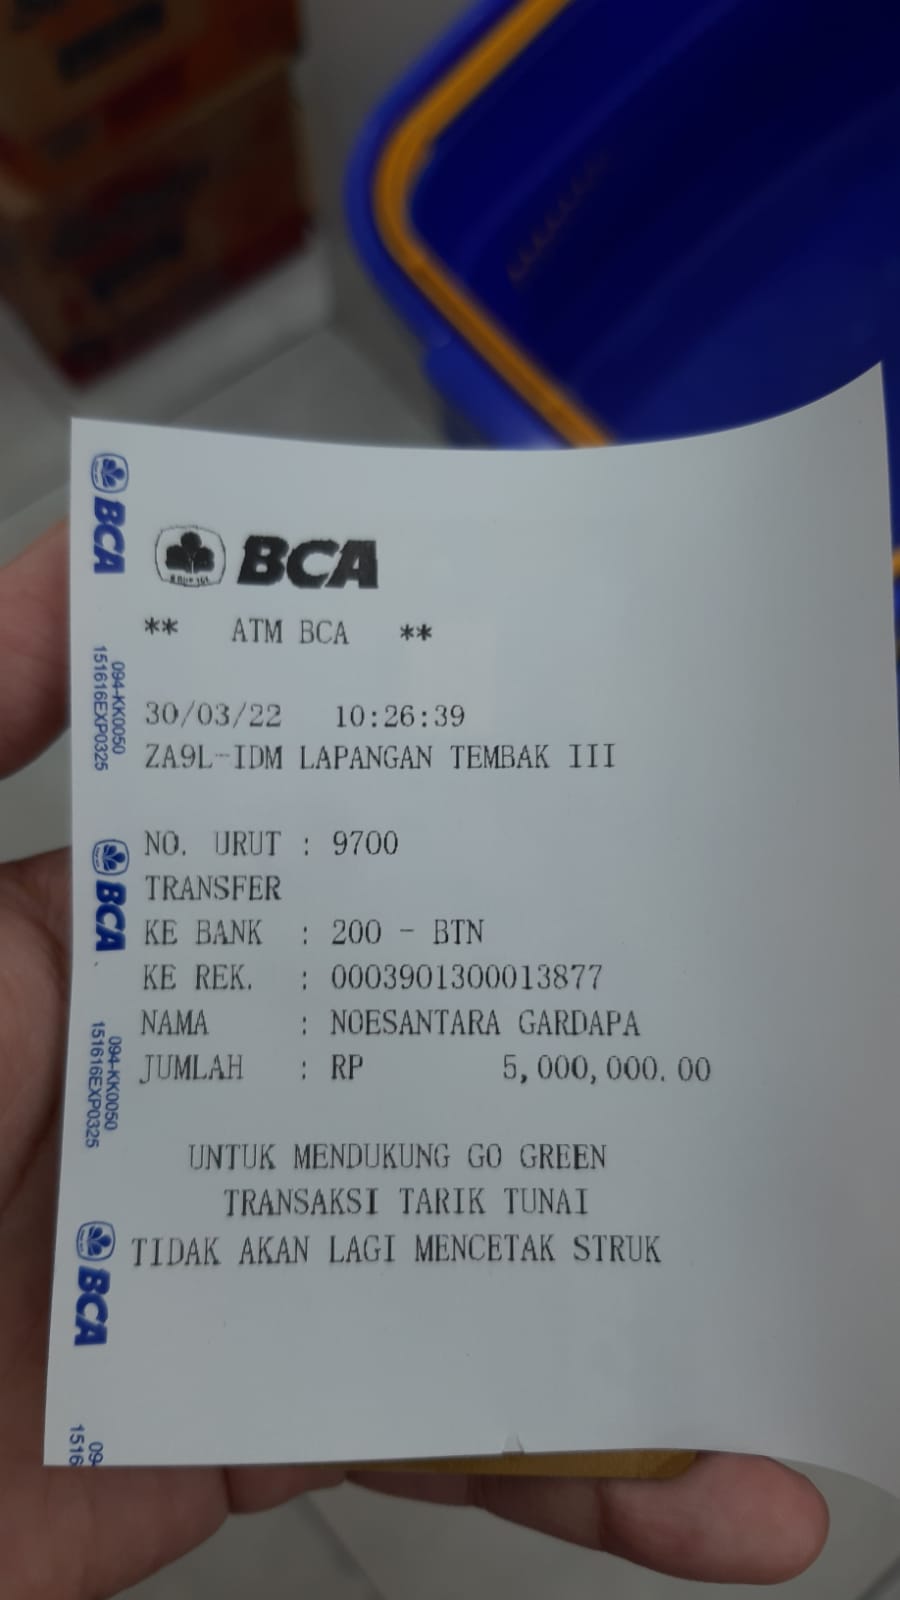 BCA
** ATM BCA **
30/03/22 10:26:39
ZA9L-IDM LAPANGAN TEMBAK III
NO. URUT : 9700
TRANSFER
KE BANK : 200 - BTN
KE REK. : 0003901300013877
NAMA : NOESANTARA GARDAPA
JUMLAH : RP 5,000,000.00
UNTUK MENDUKUNG GO GREEN
TRANSAKSI TARIK TUNAI
TIDAK AKAN LAGI MENCETAK STRUK
BCA
094-KK0050
151616EXP0325
BCA
094-KK0050
151616EXP0325
BCA
09
1516